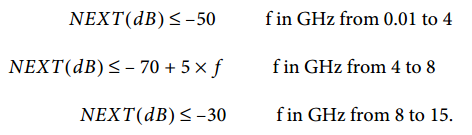 NEXT(dB) ≤ −50 f in GHz from 0.01 to 4
NEXT(dB) ≤ − 70 + 5 × f f in GHz from 4 to 8
NEXT(dB) ≤ −30 f in GHz from 8 to 15.